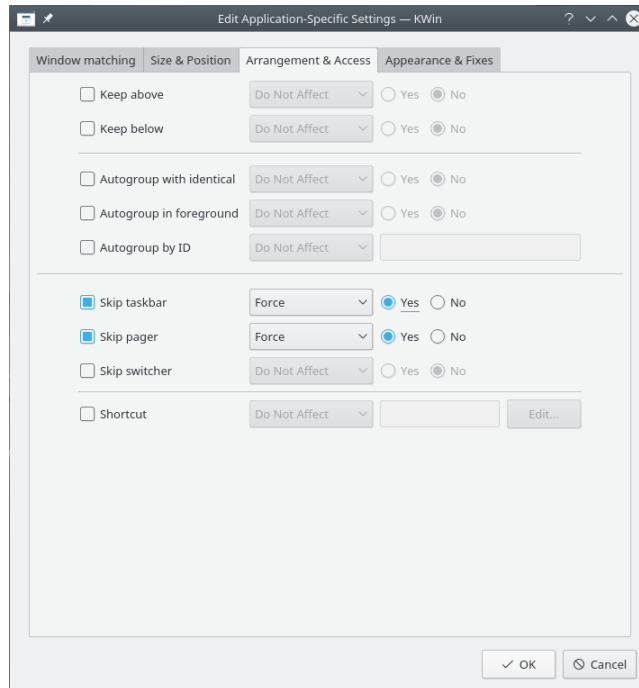 Edit Application-Specific Settings — KWin
Window matching Size & Position Arrangement & Access Appearance & Fixes
Keep above Do Not Affect Yes No
Keep below Do Not Affect Yes No
Autogroup with identical Do Not Affect Yes No
Autogroup in foreground Do Not Affect Yes No
Autogroup by ID Do Not Affect
Skip taskbar Force Yes No
Skip pager Force Yes No
Skip switcher Do Not Affect Yes No
Shortcut Do Not Affect Edit...
OK Cancel